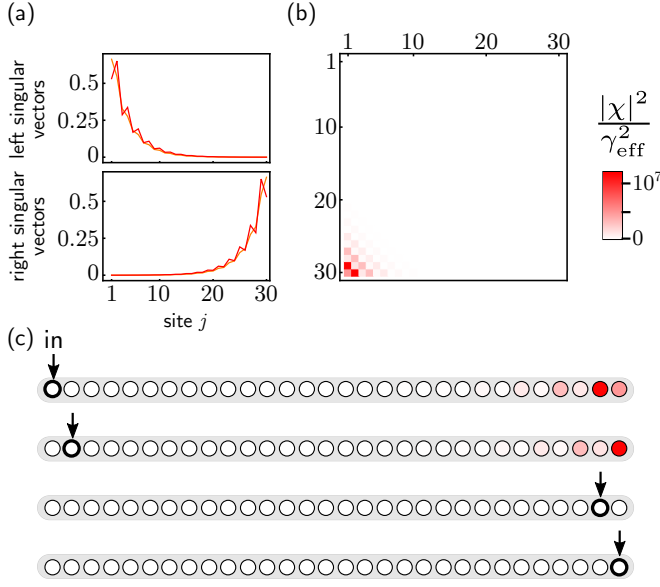 (a)
left singular
vectors
0.5
0.25
0
right singular
vectors
0.5
0.25
0
1 10 20 30
site j
(b)
1 10 20 30
1
10
20
30
|χ|²
γ²eff
10⁷
0
(c)
in